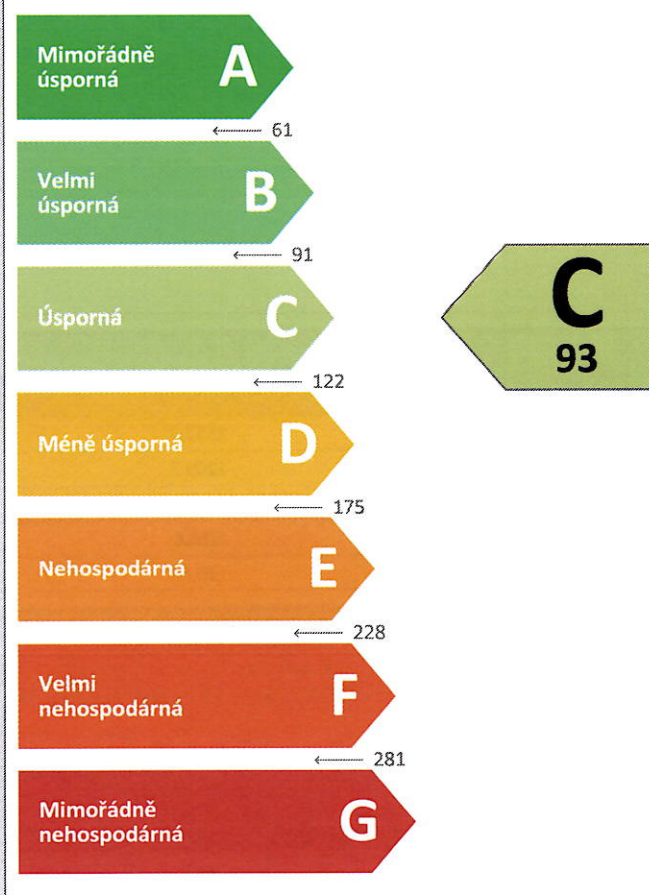 Mimořádně
úsporná
A
61
Velmi
úsporná
B
91
Úsporná
C
122
C
93
Méně úsporná
D
175
Nehospodárná
E
228
Velmi
nehospodárná
F
281
Mimořádně
nehospodárná
G